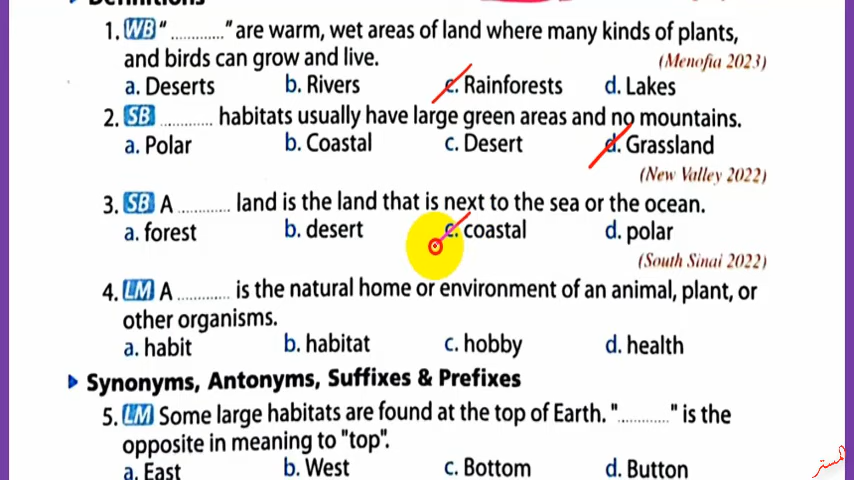 Definitions
1. WB "............" are warm, wet areas of land where many kinds of plants,
and birds can grow and live. (Menofia 2023)
a. Deserts b. Rivers c. Rainforests d. Lakes
2. SB ............ habitats usually have large green areas and no mountains.
a. Polar b. Coastal c. Desert d. Grassland
(New Valley 2022)
3. SB A ............ land is the land that is next to the sea or the ocean.
a. forest b. desert c. coastal d. polar
(South Sinai 2022)
4. LM A ............ is the natural home or environment of an animal, plant, or
other organisms.
a. habit b. habitat c. hobby d. health
Synonyms, Antonyms, Suffixes & Prefixes
5. LM Some large habitats are found at the top of Earth. "............" is the
opposite in meaning to "top".
a. East b. West c. Bottom d. Button
المستر